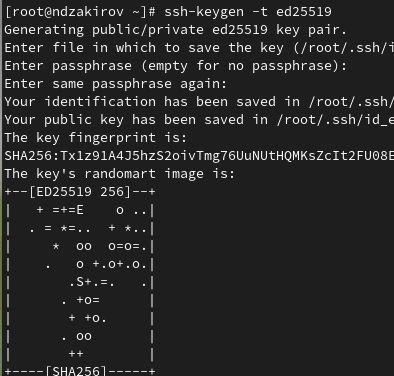 [root@ndzakirov ~]# ssh-keygen -t ed25519
Generating public/private ed25519 key pair.
Enter file in which to save the key (/root/.ssh/i
Enter passphrase (empty for no passphrase):
Enter same passphrase again:
Your identification has been saved in /root/.ssh/
Your public key has been saved in /root/.ssh/id_e
The key fingerprint is:
SHA256:Tx1z91A4J5hzS2oivTmg76UuNUtHQMKsZcIt2FU08E
The key's randomart image is:
+--[ED25519 256]--+
|   + =+=E    o ..|
|  . = *=..  + *..|
|     *  oo  o=o=.|
|    .   o +.o+.o.|
|       .S+.=.   .|
|      . +o=      |
|       + +o.     |
|      . oo       |
|       ++        |
+----[SHA256]-----+